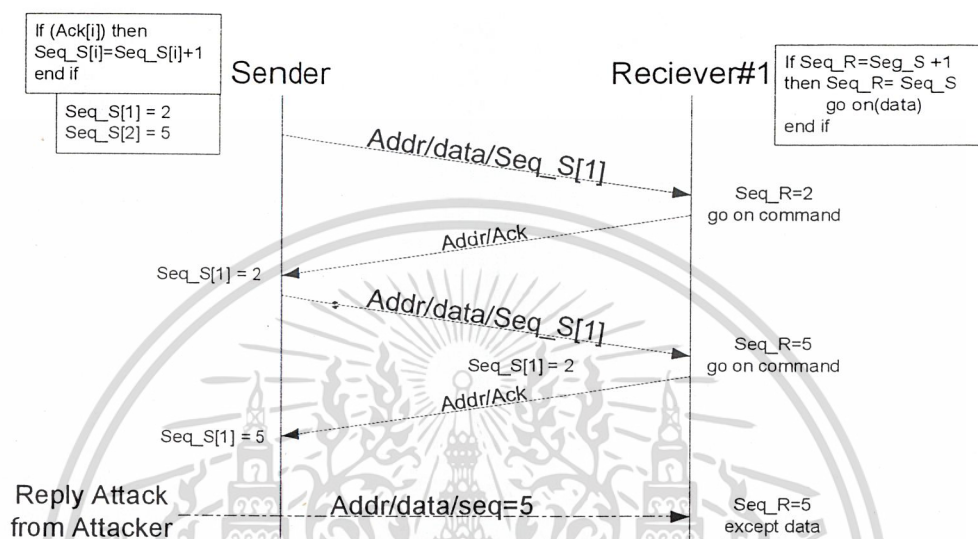 If (Ack[i]) then
Seq_S[i]=Seq_S[i]+1
end if
Sender
Reciever#1
If Seq_R=Seg_S +1
then Seq_R= Seq_S
go on(data)
end if
Seq_S[1] = 2
Seq_S[2] = 5
Addr/data/Seq_S[1]
Seq_R=2
go on command
Addr/Ack
Seq_S[1] = 2
Addr/data/Seq_S[1]
Seq_R=5
go on command
Seq_S[1] = 2
Addr/Ack
Seq_S[1] = 5
Reply Attack
from Attacker
Addr/data/seq=5
Seq_R=5
except data